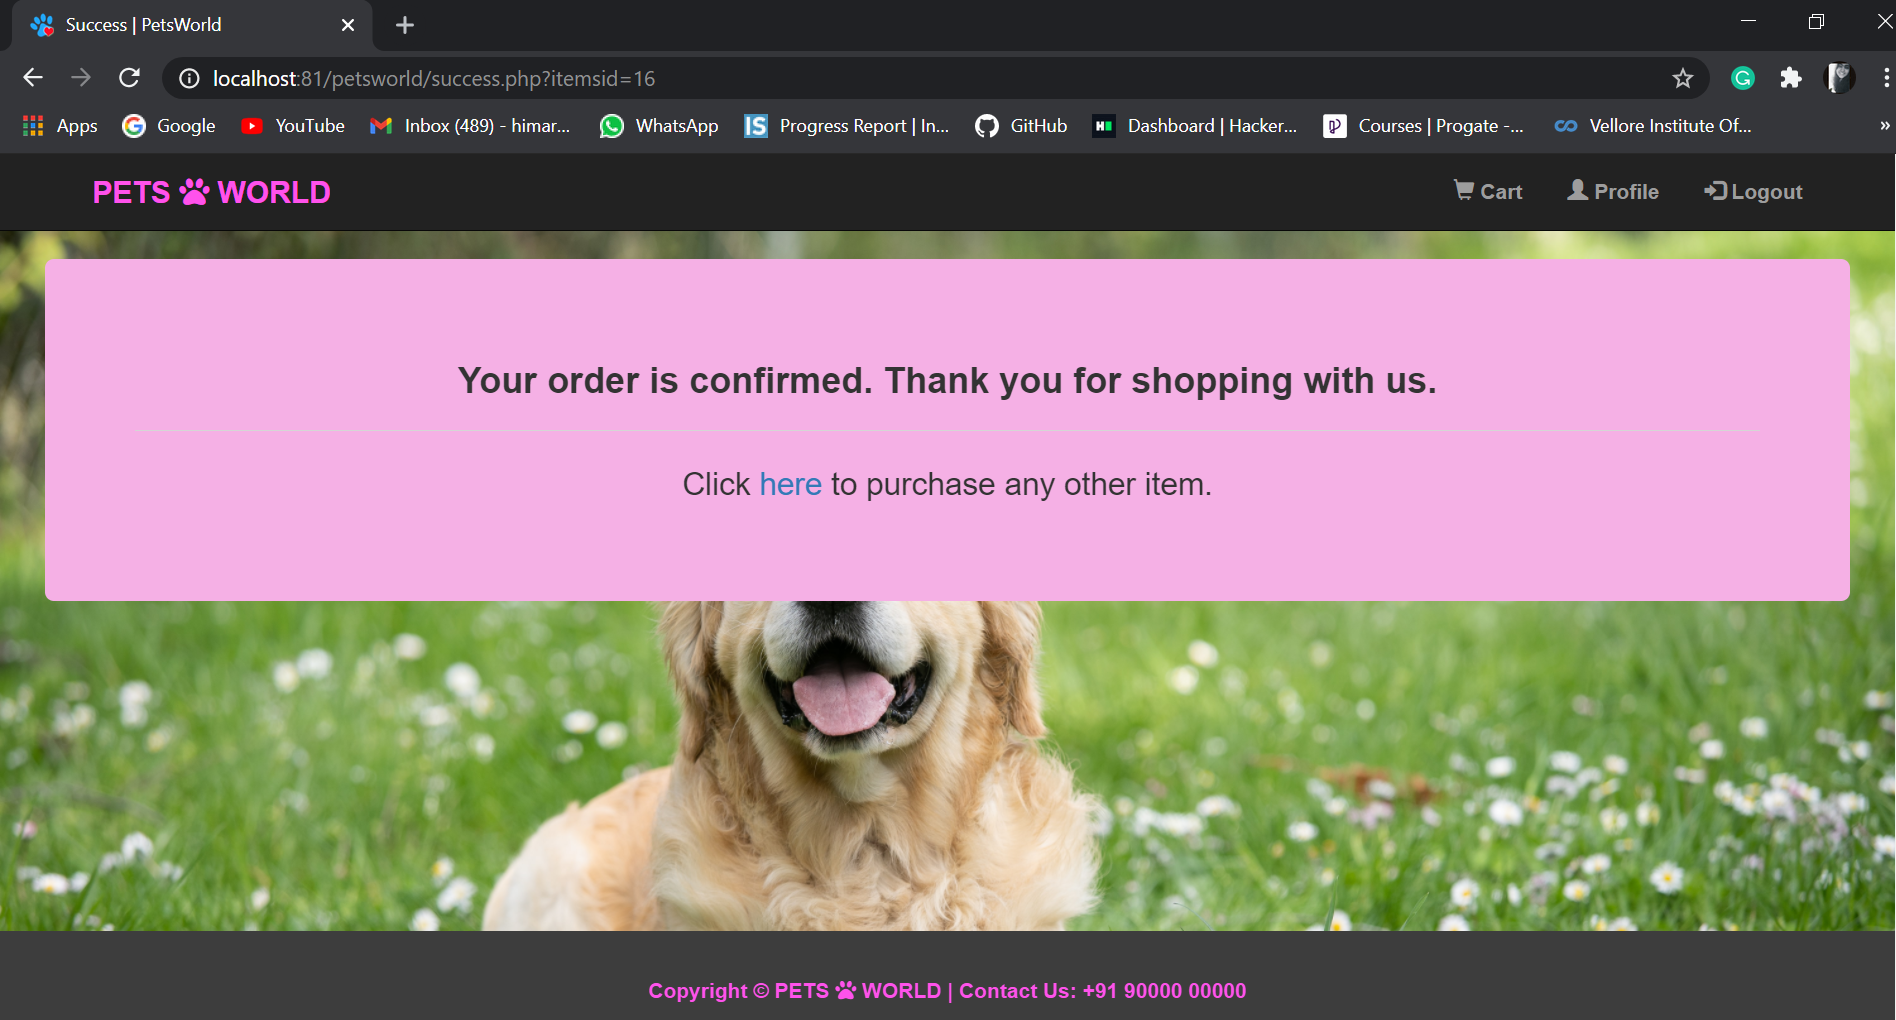 Success | PetsWorld
localhost:81/petsworld/success.php?itemsid=16
Apps Google YouTube Inbox (489) - himar... WhatsApp Progress Report | In... GitHub Dashboard | Hacker... Courses | Progate -... Vellore Institute Of... »
PETS WORLD Cart Profile Logout
Your order is confirmed. Thank you for shopping with us.
Click here to purchase any other item.
Copyright © PETS WORLD | Contact Us: +91 90000 00000